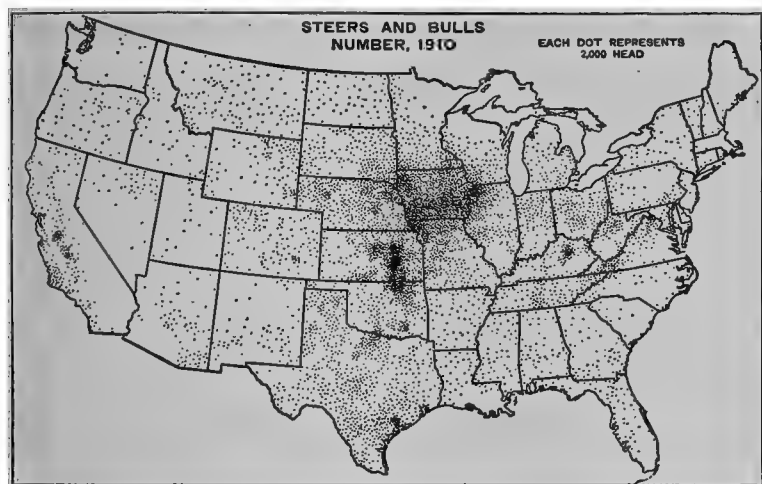 STEERS AND BULLS
NUMBER, 1910
EACH DOT REPRESENTS
2,000 HEAD